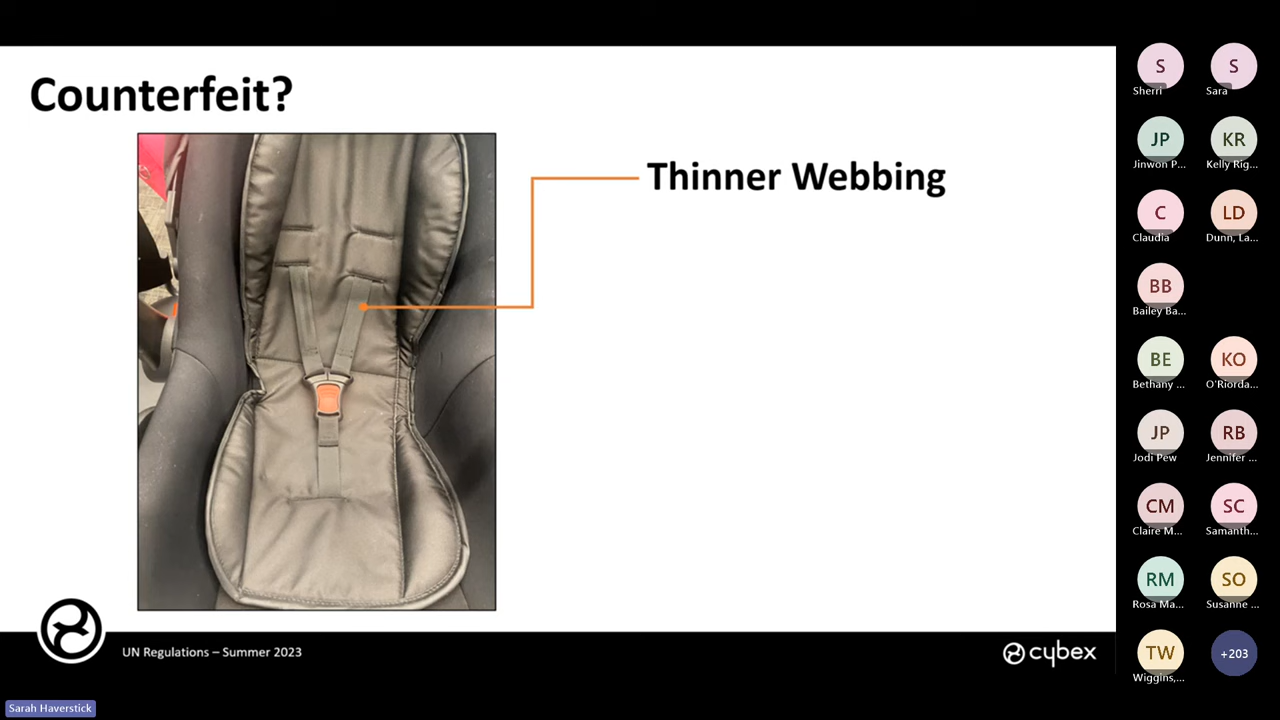 Counterfeit?
Thinner Webbing
UN Regulations – Summer 2023
cybex
S
Sherri
S
Sara
JP
Jinwon P...
KR
Kelly Rig...
C
Claudia
LD
Dunn, La...
BB
Bailey Ba...
BE
Bethany ...
KO
O'Riorda...
JP
Jodi Pew
RB
Jennifer ...
CM
Claire M...
SC
Samanth...
RM
Rosa Ma...
SO
Susanne ...
TW
Wiggins,...
+203
Sarah Haverstick